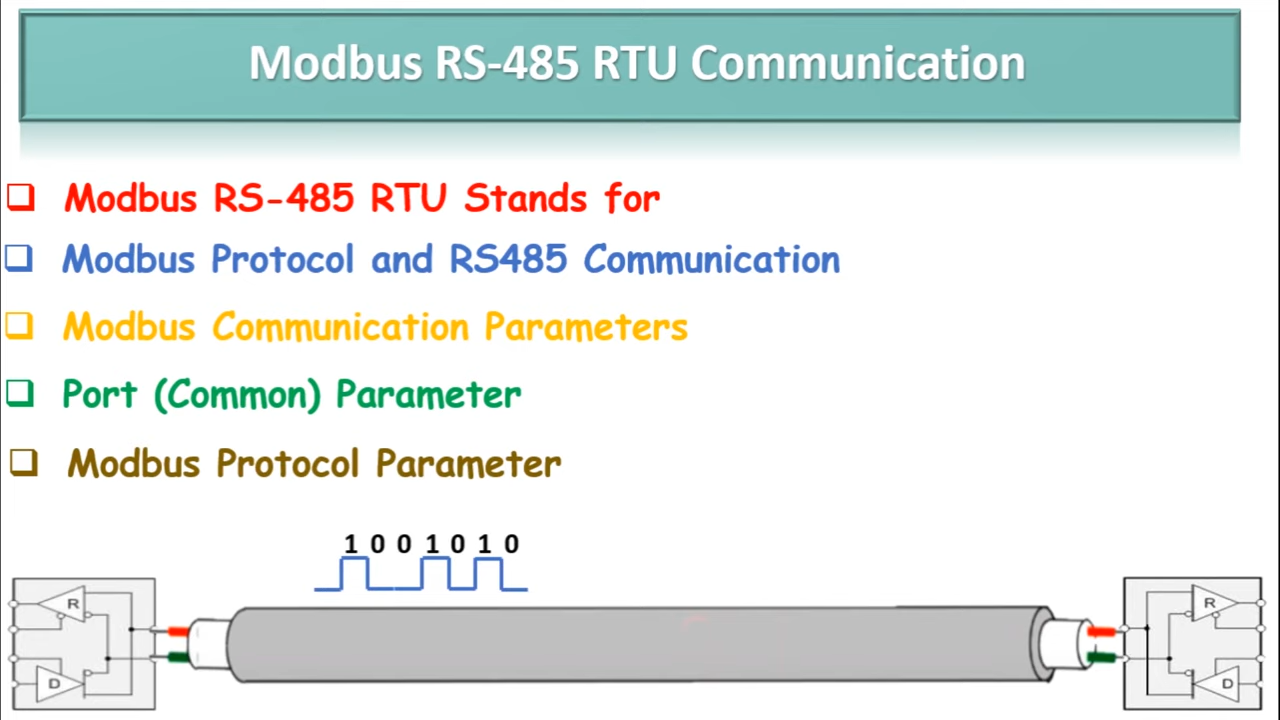 Modbus RS-485 RTU Communication
Modbus RS-485 RTU Stands for
Modbus Protocol and RS485 Communication
Modbus Communication Parameters
Port (Common) Parameter
Modbus Protocol Parameter
1 0 0 1 0 1 0
R
R
D
D